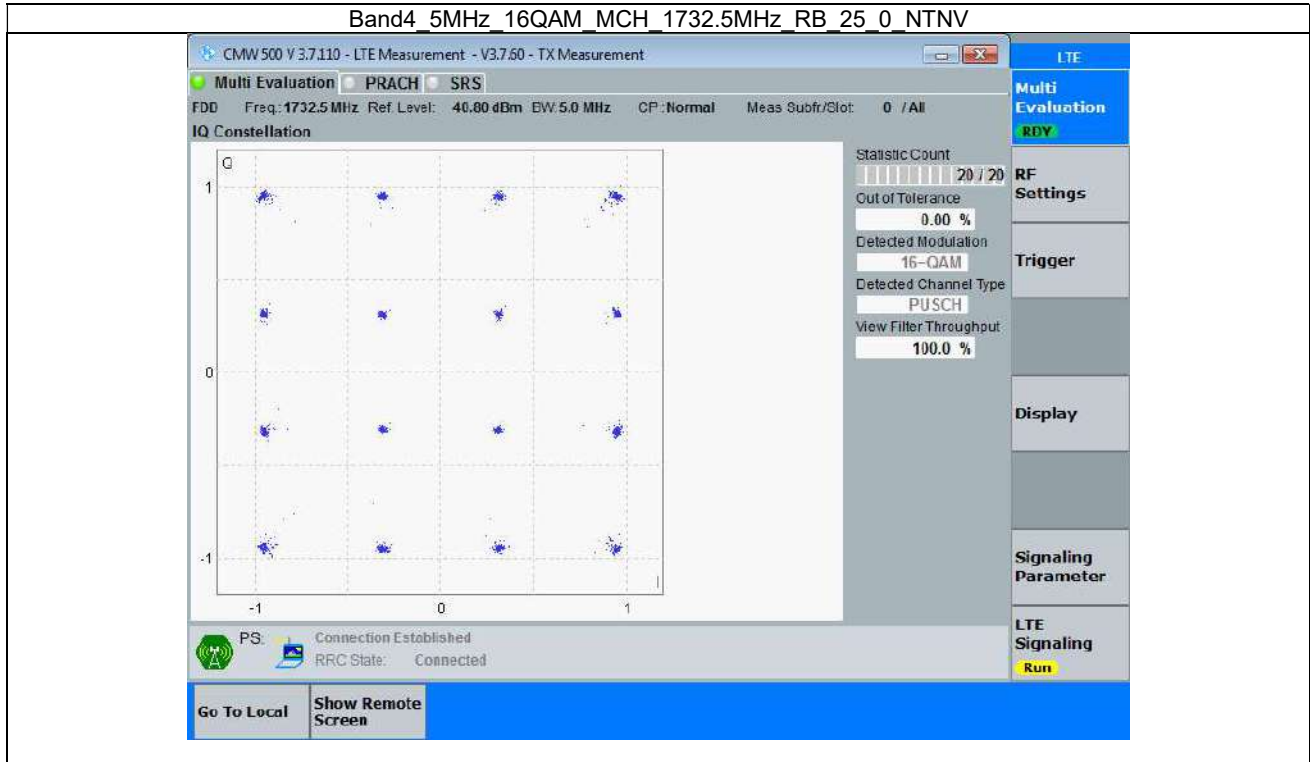 Band4_5MHz_16QAM_MCH_1732.5MHz_RB_25_0_NTNV
CMW 500 V 3.7.110 - LTE Measurement - V3.7.60 - TX Measurement
LTE
Multi Evaluation PRACH SRS
FDD Freq.: 1732.5 MHz Ref. Level: 40.80 dBm BW: 5.0 MHz CP: Normal Meas Subfr/Slot: 0 / All
IQ Constellation
Multi
Evaluation
RDY
Q
1
0
-1
-1 0 1
I
Statistic Count
20 / 20
Out of Tolerance
0.00 %
Detected Modulation
16-QAM
Detected Channel Type
PUSCH
View Filter Throughput
100.0 %
RF
Settings
Trigger
Display
Signaling
Parameter
LTE
Signaling
Run
PS: Connection Established
RRC State: Connected
Go To Local
Show Remote
Screen